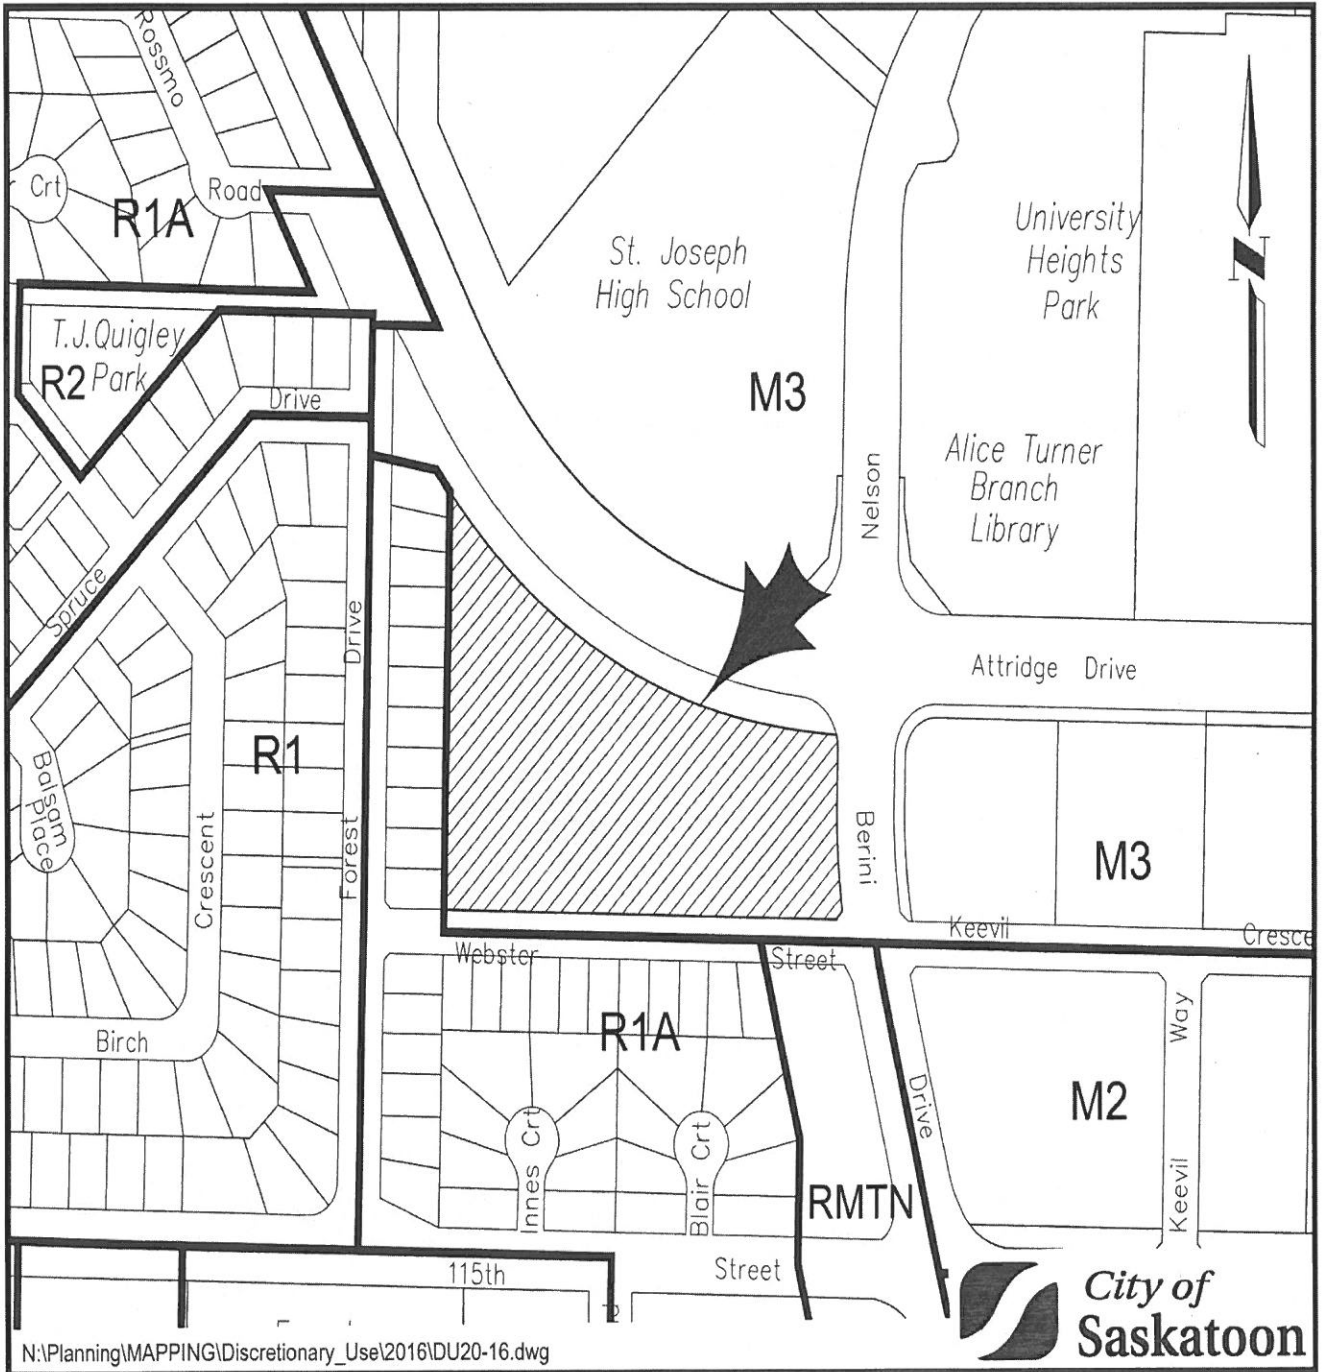 Rossmo
Road
Crt
R1A
St. Joseph
High School
University
Heights
Park
N
T.J.Quigley
Park
R2
Drive
M3
Alice Turner
Branch
Library
Nelson
Spruce
Drive
Attridge Drive
R1
Balsam
Place
Crescent
Forest
Berini
M3
Keevil
Webster
Street
R1A
Birch
Way
M2
Drive
Innes Crt
Blair Crt
RMTN
Keevil
115th
Street
City of
Saskatoon
N:\Planning\MAPPING\Discretionary_Use\2016\DU20-16.dwg